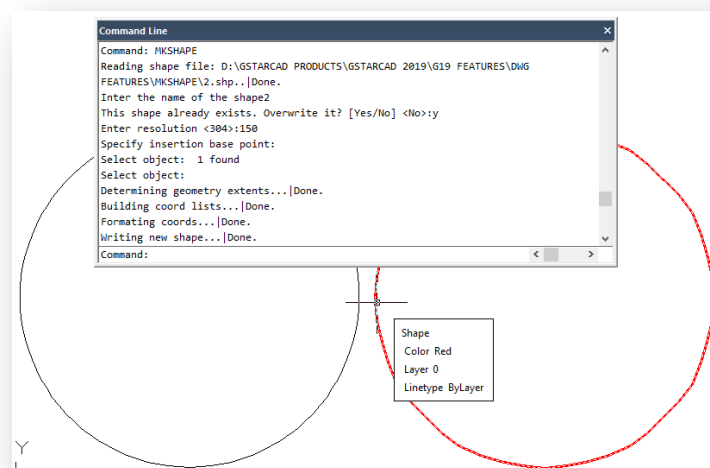 Command Line
Command: MKSHAPE
Reading shape file: D:\GSTARCAD PRODUCTS\GSTARCAD 2019\G19 FEATURES\DWG
FEATURES\MKSHAPE\2.shp..|Done.
Inter the name of the shape2
This shape already exists. Overwrite it? [Yes/No] <No>:y
Enter resolution <304>:150
Specify insertion base point:
Select object:  1 found
Select object:
Determining geometry extents...|Done.
Building coord lists...|Done.
Formating coords...|Done.
Writing new shape...|Done.
Command:
Shape
Color Red
Layer 0
Linetype ByLayer
Y